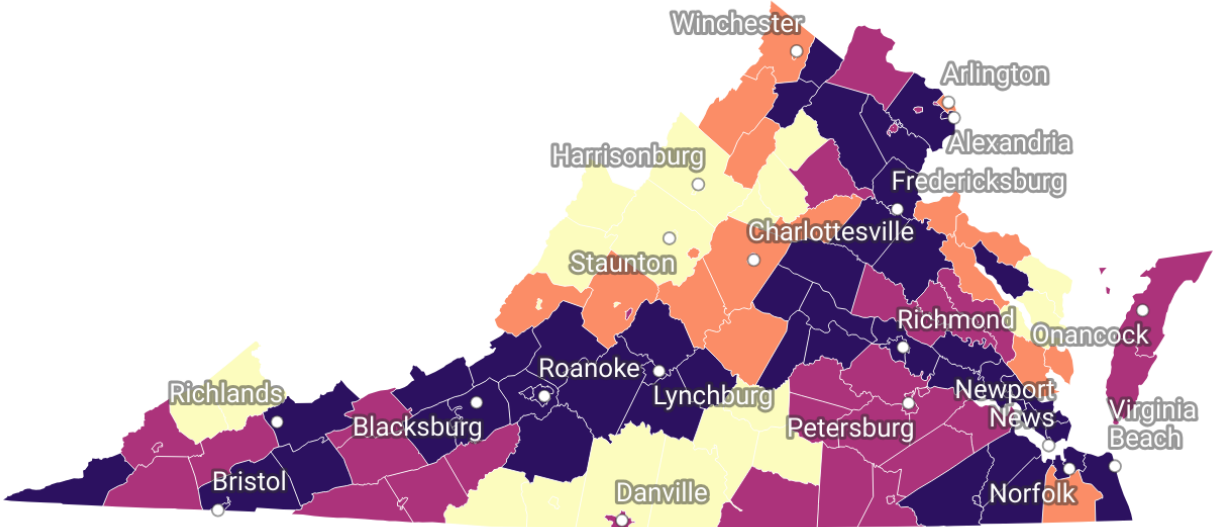 Winchester
Arlington
Alexandria
Harrisonburg
Fredericksburg
Charlottesville
Staunton
Richmond
Onancock
Roanoke
Richlands
Lynchburg
Newport
News
Blacksburg
Petersburg
Virginia
Beach
Bristol
Danville
Norfolk